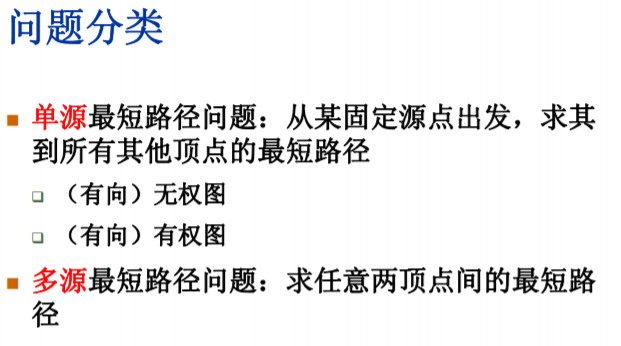 问题分类
单源最短路径问题：从某固定源点出发，求其
到所有其他顶点的最短路径
（有向）无权图
（有向）有权图
多源最短路径问题：求任意两顶点间的最短路
径